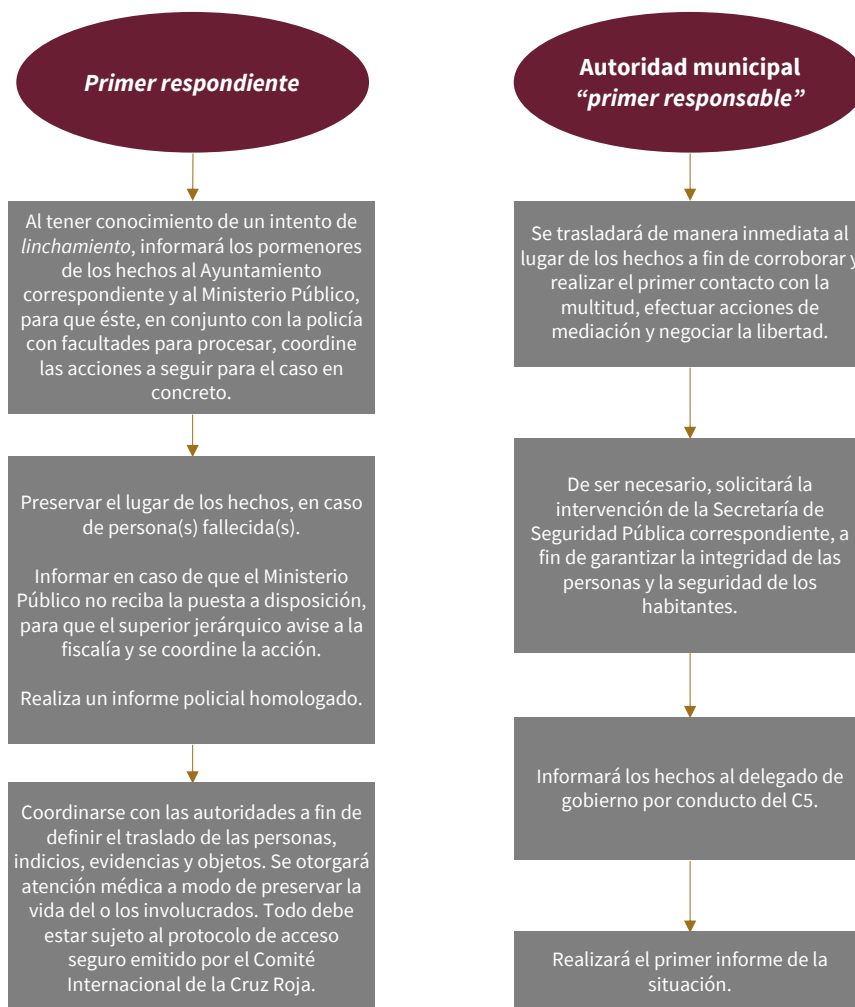 Primer respondiente
Al tener conocimiento de un intento de
linchamiento, informará los pormenores
de los hechos al Ayuntamiento
correspondiente y al Ministerio Público,
para que éste, en conjunto con la policía
con facultades para procesar, coordine
las acciones a seguir para el caso en
concreto.
Preservar el lugar de los hechos, en caso
de persona(s) fallecida(s).
Informar en caso de que el Ministerio
Público no reciba la puesta a disposición,
para que el superior jerárquico avise a la
fiscalía y se coordine la acción.
Realiza un informe policial homologado.
Coordinarse con las autoridades a fin de
definir el traslado de las personas,
indicios, evidencias y objetos. Se otorgará
atención médica a modo de preservar la
vida del o los involucrados. Todo debe
estar sujeto al protocolo de acceso
seguro emitido por el Comité
Internacional de la Cruz Roja.
Autoridad municipal
“primer responsable”
Se trasladará de manera inmediata al
lugar de los hechos a fin de corroborar y
realizar el primer contacto con la
multitud, efectuar acciones de
mediación y negociar la libertad.
De ser necesario, solicitará la
intervención de la Secretaría de
Seguridad Pública correspondiente, a
fin de garantizar la integridad de las
personas y la seguridad de los
habitantes.
Informará los hechos al delegado de
gobierno por conducto del C5.
Realizará el primer informe de la
situación.